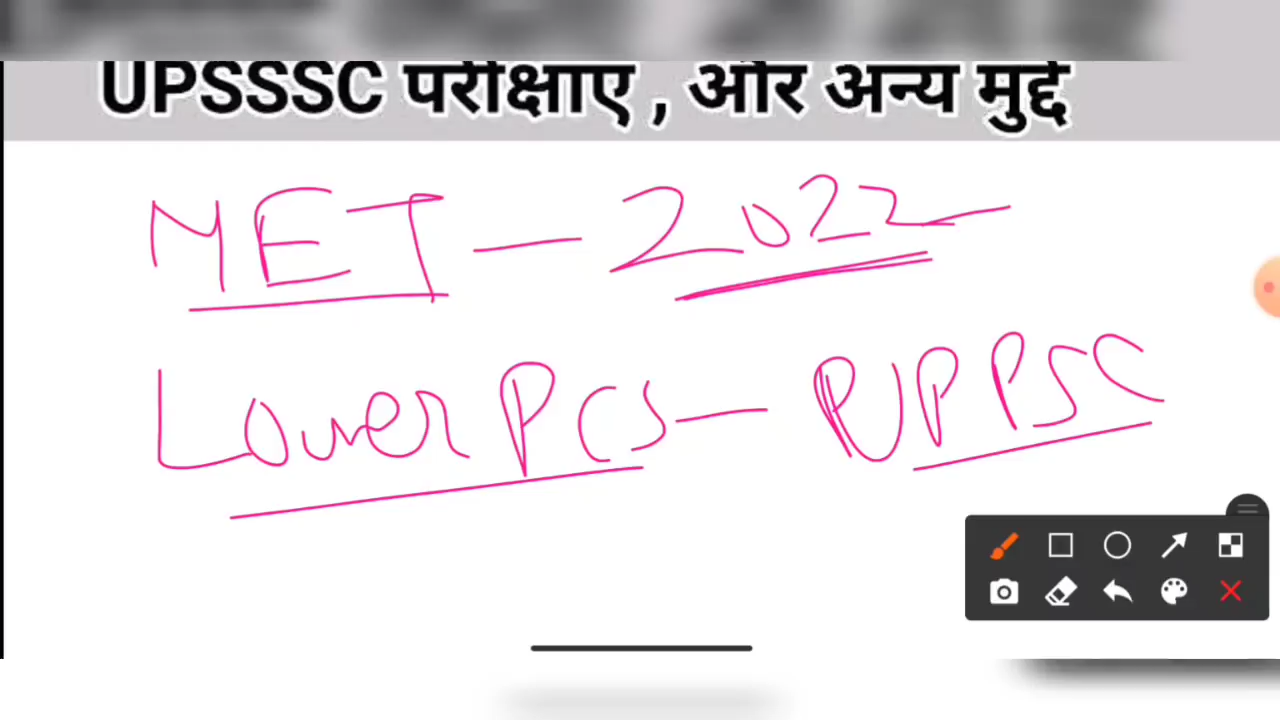 UPSSSC परीक्षाए , और अन्य मुद्दे
MET - 2022
Lower PCS - UPPSC